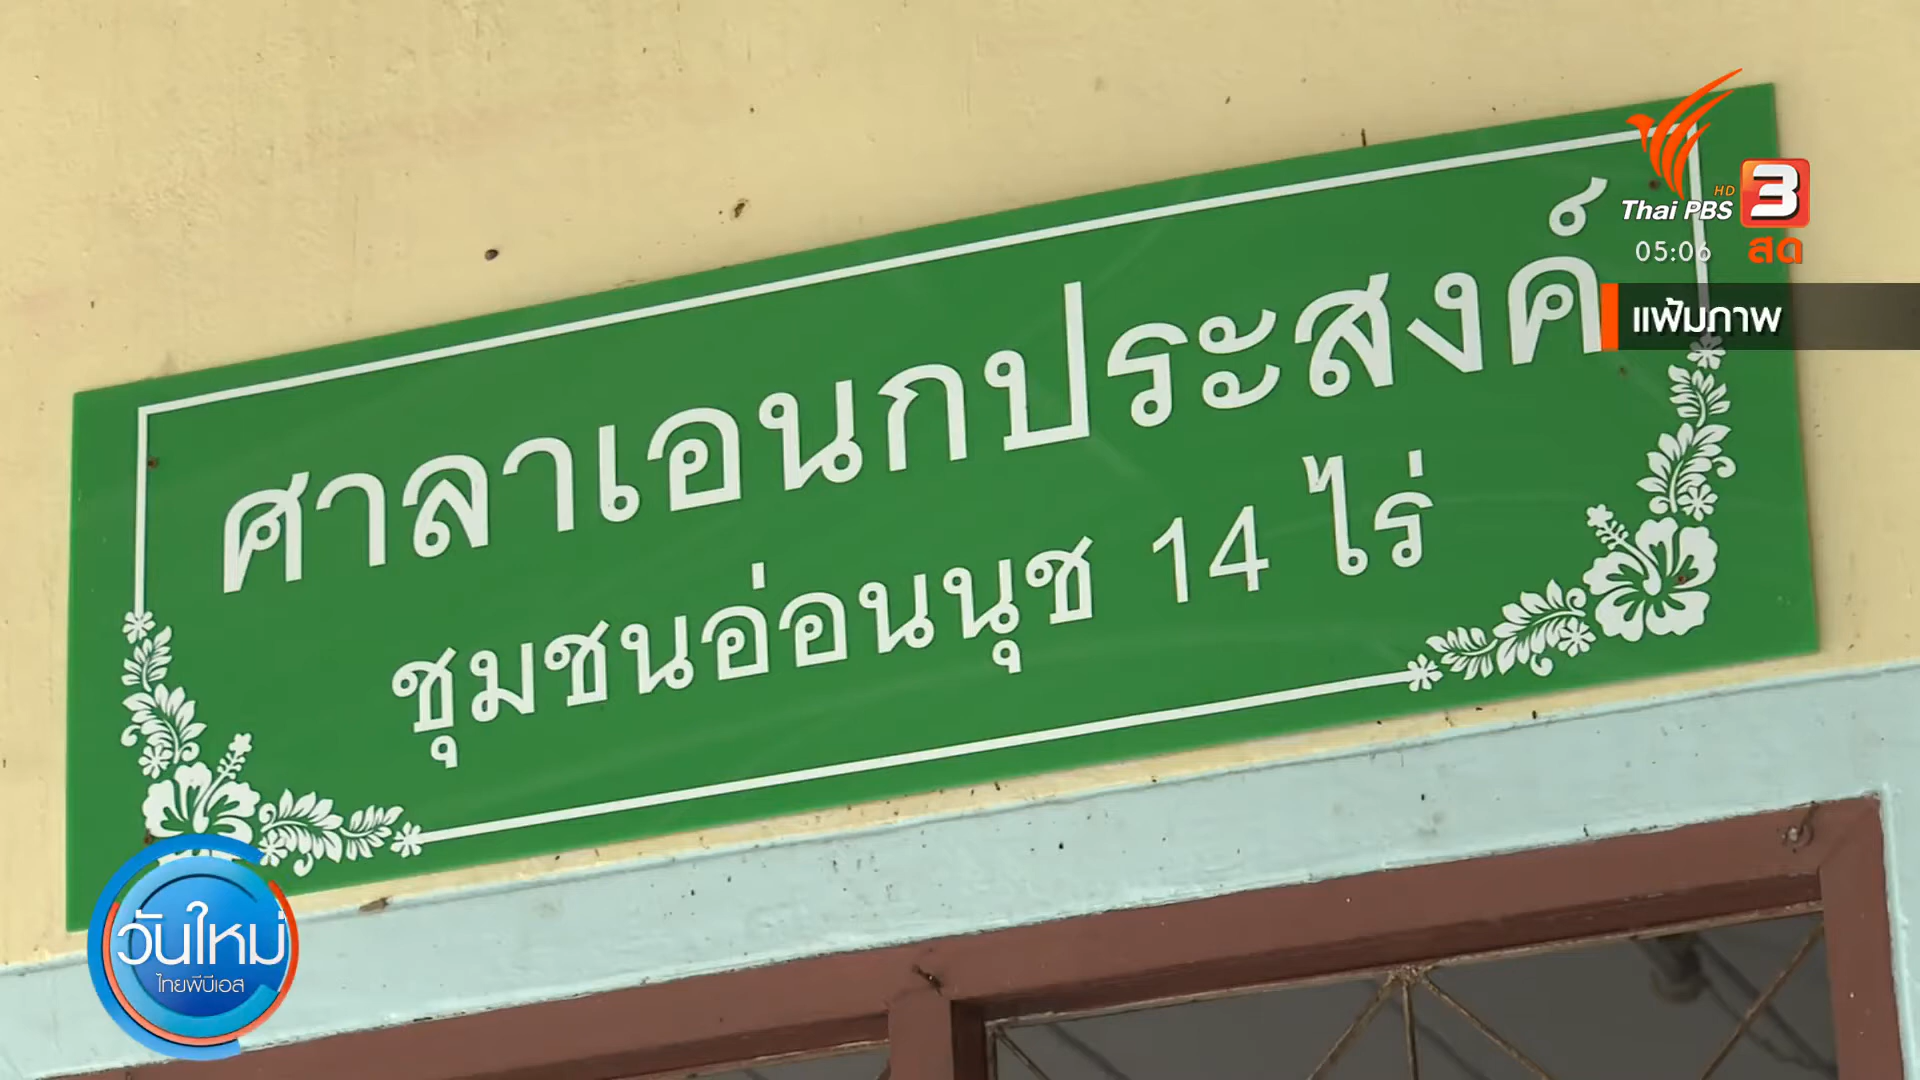 ศาลาเอนกประสงค์
ชุมชนอ่อนนุช 14 ไร่
HD
Thai PBS 3
05:06 สด
แฟ้มภาพ
วันใหม่
ไทยพีบีเอส